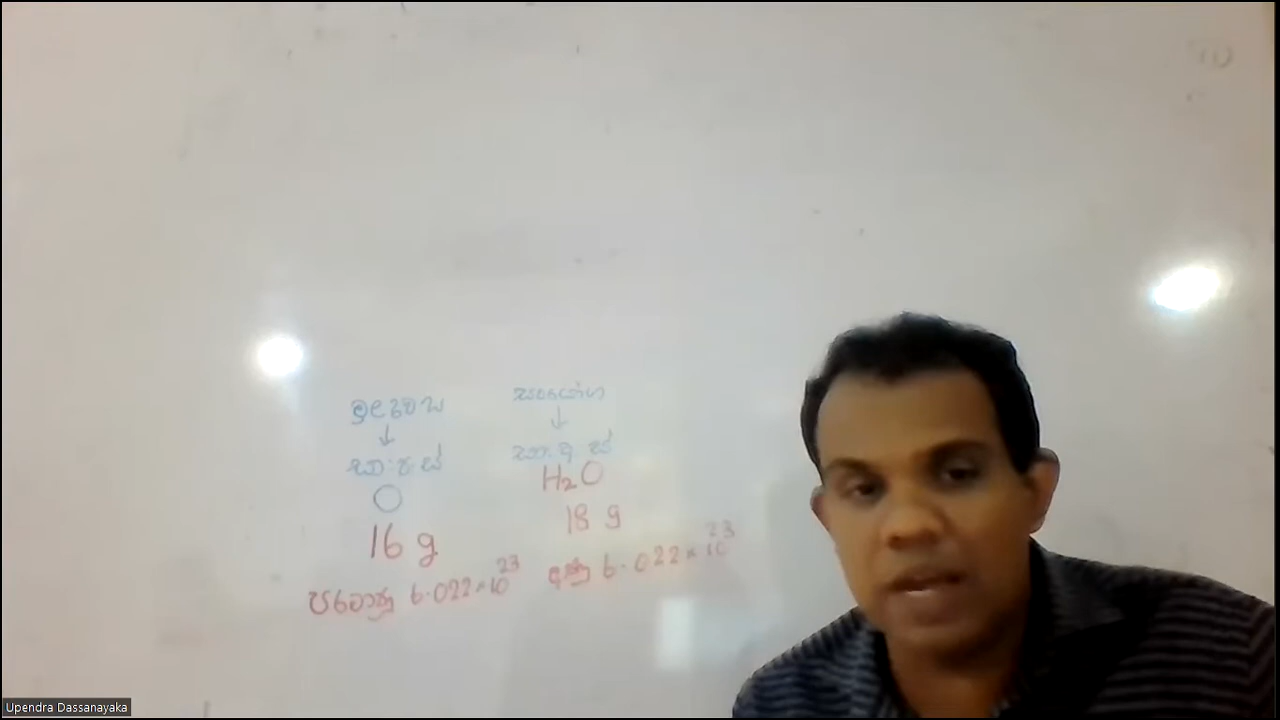 මූලද්‍රව්‍ය සංයෝග
↓ ↓
සා.ප.ස් සා.අ.ස්
O H₂O
16 g 18 g
පරමාණු 6.022×10²³ අණු 6.022×10²³
Upendra Dassanayaka